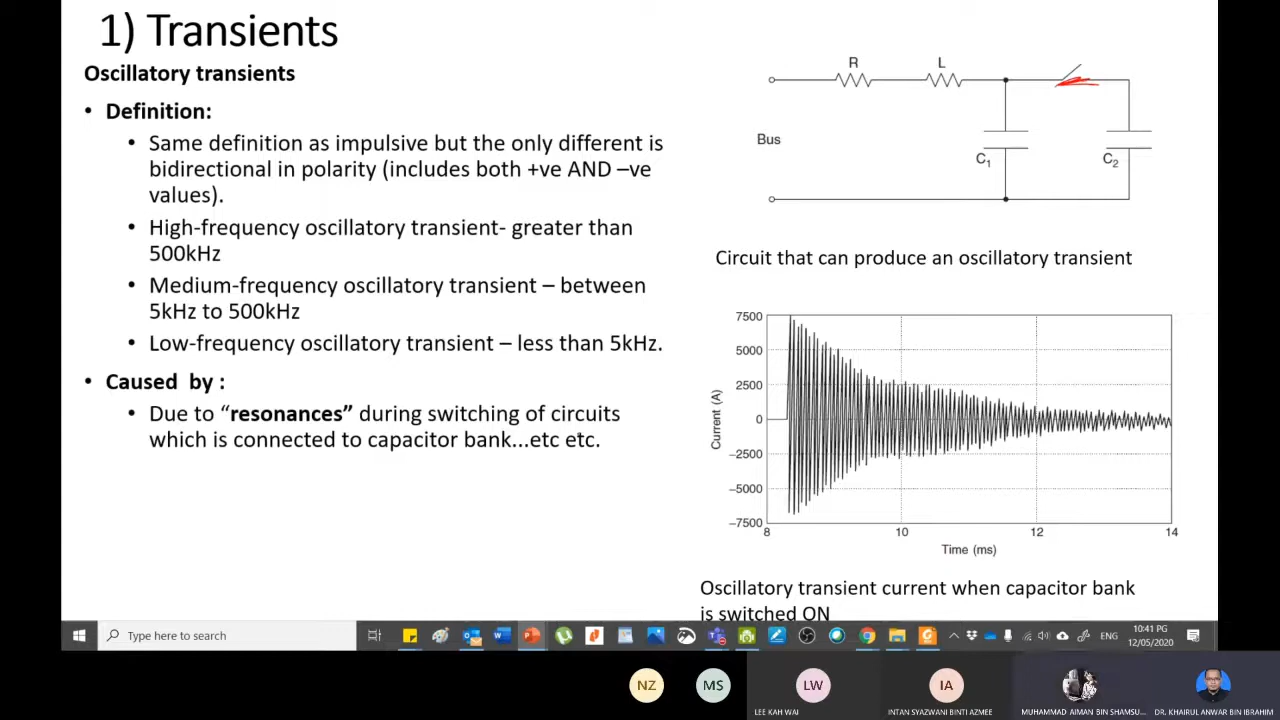 1) Transients
Oscillatory transients
• Definition:
• Same definition as impulsive but the only different is
bidirectional in polarity (includes both +ve AND –ve
values).
• High-frequency oscillatory transient- greater than
500kHz
• Medium-frequency oscillatory transient – between
5kHz to 500kHz
• Low-frequency oscillatory transient – less than 5kHz.
• Caused by :
• Due to “resonances” during switching of circuits
which is connected to capacitor bank...etc etc.
R
L
Bus
C1
C2
Circuit that can produce an oscillatory transient
7500
5000
2500
0
−2500
−5000
−7500
Current (A)
8
10
12
14
Time (ms)
Oscillatory transient current when capacitor bank
is switched ON
Type here to search
ENG
10:41 PG
12/05/2020
NZ
MS
LW
IA
LEE KAH WAI
INTAN SYAZWANI BINTI AZMEE
MUHAMMAD AIMAN BIN SHAMSU...
DR. KHAIRUL ANWAR BIN IBRAHIM